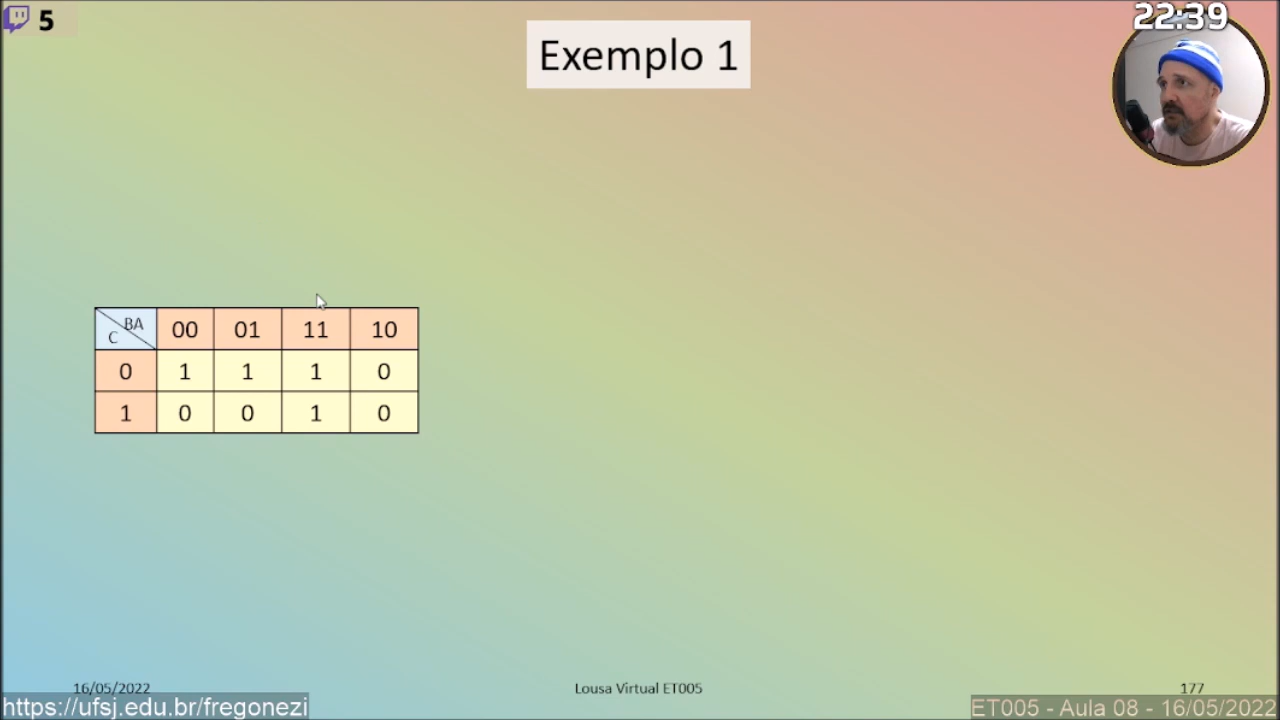 5
22:39
Exemplo 1
BA
C
00 01 11 10
0 1 1 1 0
1 0 0 1 0
16/05/2022
Lousa Virtual ET005
177
https://ufsj.edu.br/fregonezi
ET005 - Aula 08 - 16/05/2022